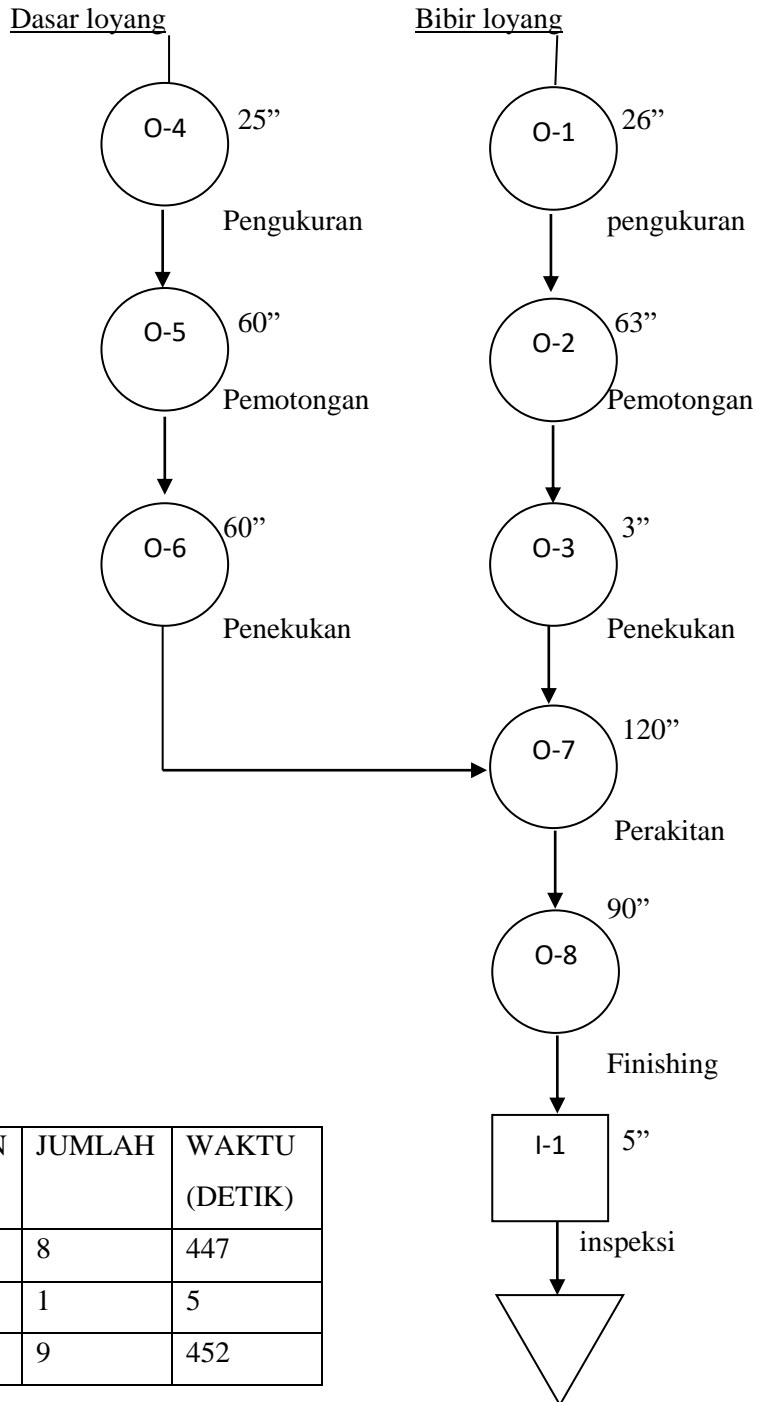 Dasar loyang
Bibir loyang
O-4
25”
O-1
26”
Pengukuran
pengukuran
O-5
60”
O-2
63”
Pemotongan
Pemotongan
O-6
60”
O-3
3”
Penekukan
Penekukan
O-7
120”
Perakitan
O-8
90”
Finishing
N
JUMLAH
WAKTU
(DETIK)
8
447
1
5
9
452
I-1
5”
inspeksi